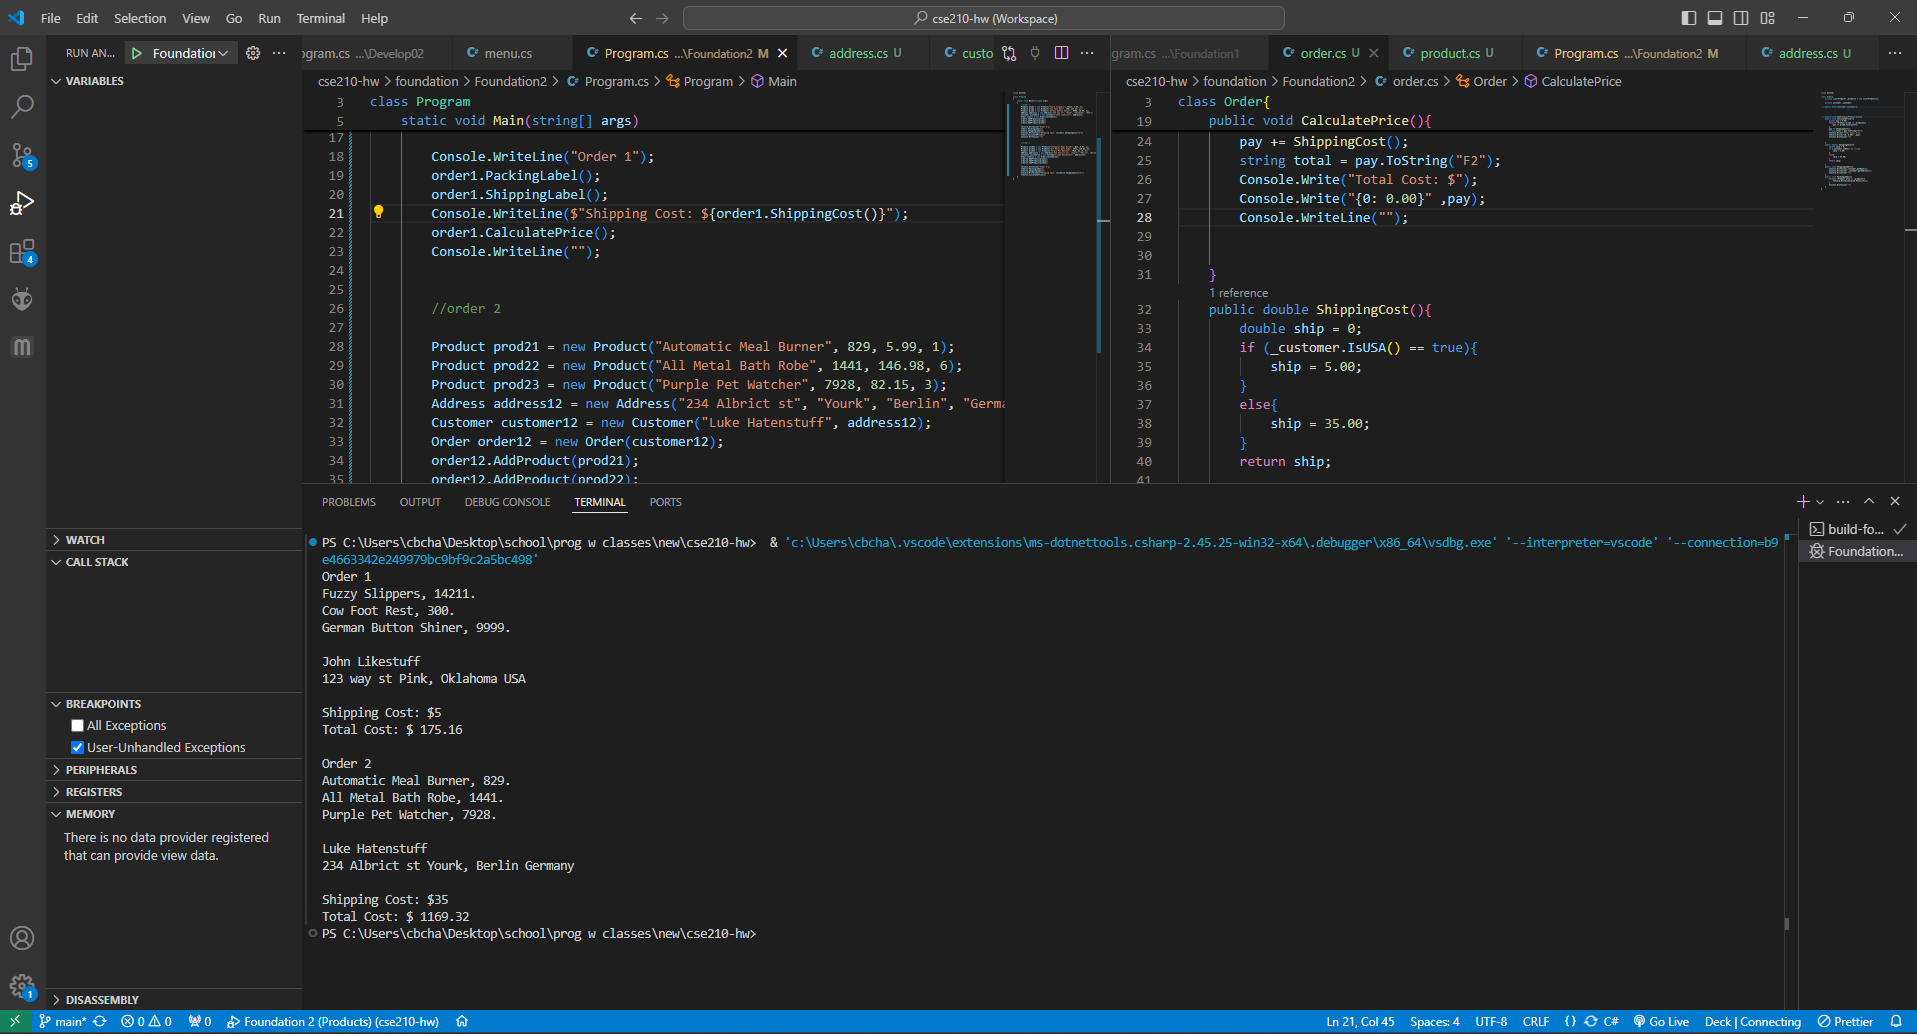 File Edit Selection View Go Run Terminal Help
cse210-hw (Workspace)
RUN AN...
Foundation
ogram.cs ...\Develop02
menu.cs
Program.cs ...\Foundation2 M
address.cs U
custo
gram.cs ...\Foundation1
order.cs U
product.cs U
Program.cs ...\Foundation2 M
address.cs U
VARIABLES
cse210-hw > foundation > Foundation2 > Program.cs > Program > Main
3 class Program
5 static void Main(string[] args)
17
18 Console.WriteLine("Order 1");
19 order1.PackingLabel();
20 order1.ShippingLabel();
21 Console.WriteLine($"Shipping Cost: ${order1.ShippingCost()}");
22 order1.CalculatePrice();
23 Console.WriteLine("");
24
25
26 //order 2
27
28 Product prod21 = new Product("Automatic Meal Burner", 829, 5.99, 1);
29 Product prod22 = new Product("All Metal Bath Robe", 1441, 146.98, 6);
30 Product prod23 = new Product("Purple Pet Watcher", 7928, 82.15, 3);
31 Address address12 = new Address("234 Albrict st", "Yourk", "Berlin", "Germa
32 Customer customer12 = new Customer("Luke Hatenstuff", address12);
33 Order order12 = new Order(customer12);
34 order12.AddProduct(prod21);
35 order12.AddProduct(prod22);
cse210-hw > foundation > Foundation2 > order.cs > Order > CalculatePrice
3 class Order{
19 public void CalculatePrice(){
24 pay += ShippingCost();
25 string total = pay.ToString("F2");
26 Console.Write("Total Cost: $");
27 Console.Write("{0: 0.00}" ,pay);
28 Console.WriteLine("");
29
30
31 }
1 reference
32 public double ShippingCost(){
33 double ship = 0;
34 if (_customer.IsUSA() == true){
35 ship = 5.00;
36 }
37 else{
38 ship = 35.00;
39 }
40 return ship;
41
WATCH
CALL STACK
BREAKPOINTS
All Exceptions
User-Unhandled Exceptions
PERIPHERALS
REGISTERS
MEMORY
There is no data provider registered
that can provide view data.
DISASSEMBLY
5
4
1
PROBLEMS OUTPUT DEBUG CONSOLE TERMINAL PORTS
build-fo...
Foundation...
PS C:\Users\cbcha\Desktop\school\prog w classes\new\cse210-hw>  & 'c:\Users\cbcha\.vscode\extensions\ms-dotnettools.csharp-2.45.25-win32-x64\.debugger\x86_64\vsdbg.exe' '--interpreter=vscode' '--connection=b9
e4663342e249979bc9bf9c2a5bc498'
Order 1
Fuzzy Slippers, 14211.
Cow Foot Rest, 300.
German Button Shiner, 9999.
John Likestuff
123 way st Pink, Oklahoma USA
Shipping Cost: $5
Total Cost: $ 175.16
Order 2
Automatic Meal Burner, 829.
All Metal Bath Robe, 1441.
Purple Pet Watcher, 7928.
Luke Hatenstuff
234 Albrict st Yourk, Berlin Germany
Shipping Cost: $35
Total Cost: $ 1169.32
PS C:\Users\cbcha\Desktop\school\prog w classes\new\cse210-hw>
main* 0 0 0 Foundation 2 (Products) (cse210-hw)
Ln 21, Col 45 Spaces: 4 UTF-8 CRLF {} C# Go Live Deck | Connecting Prettier